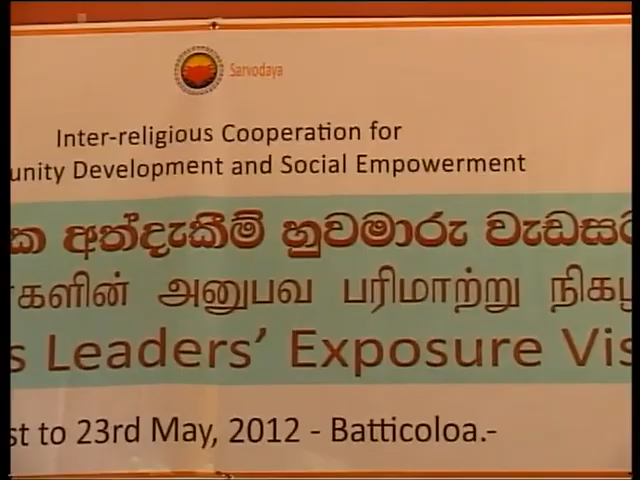 Sarvodaya
Inter-religious Cooperation for
unity Development and Social Empowerment
ක අත්දැකීම් හුවමාරු වැඩසට
களின் அனுபவ பரிமாற்று நிகழ
s Leaders’ Exposure Vis
st to 23rd May, 2012 - Batticoloa.-